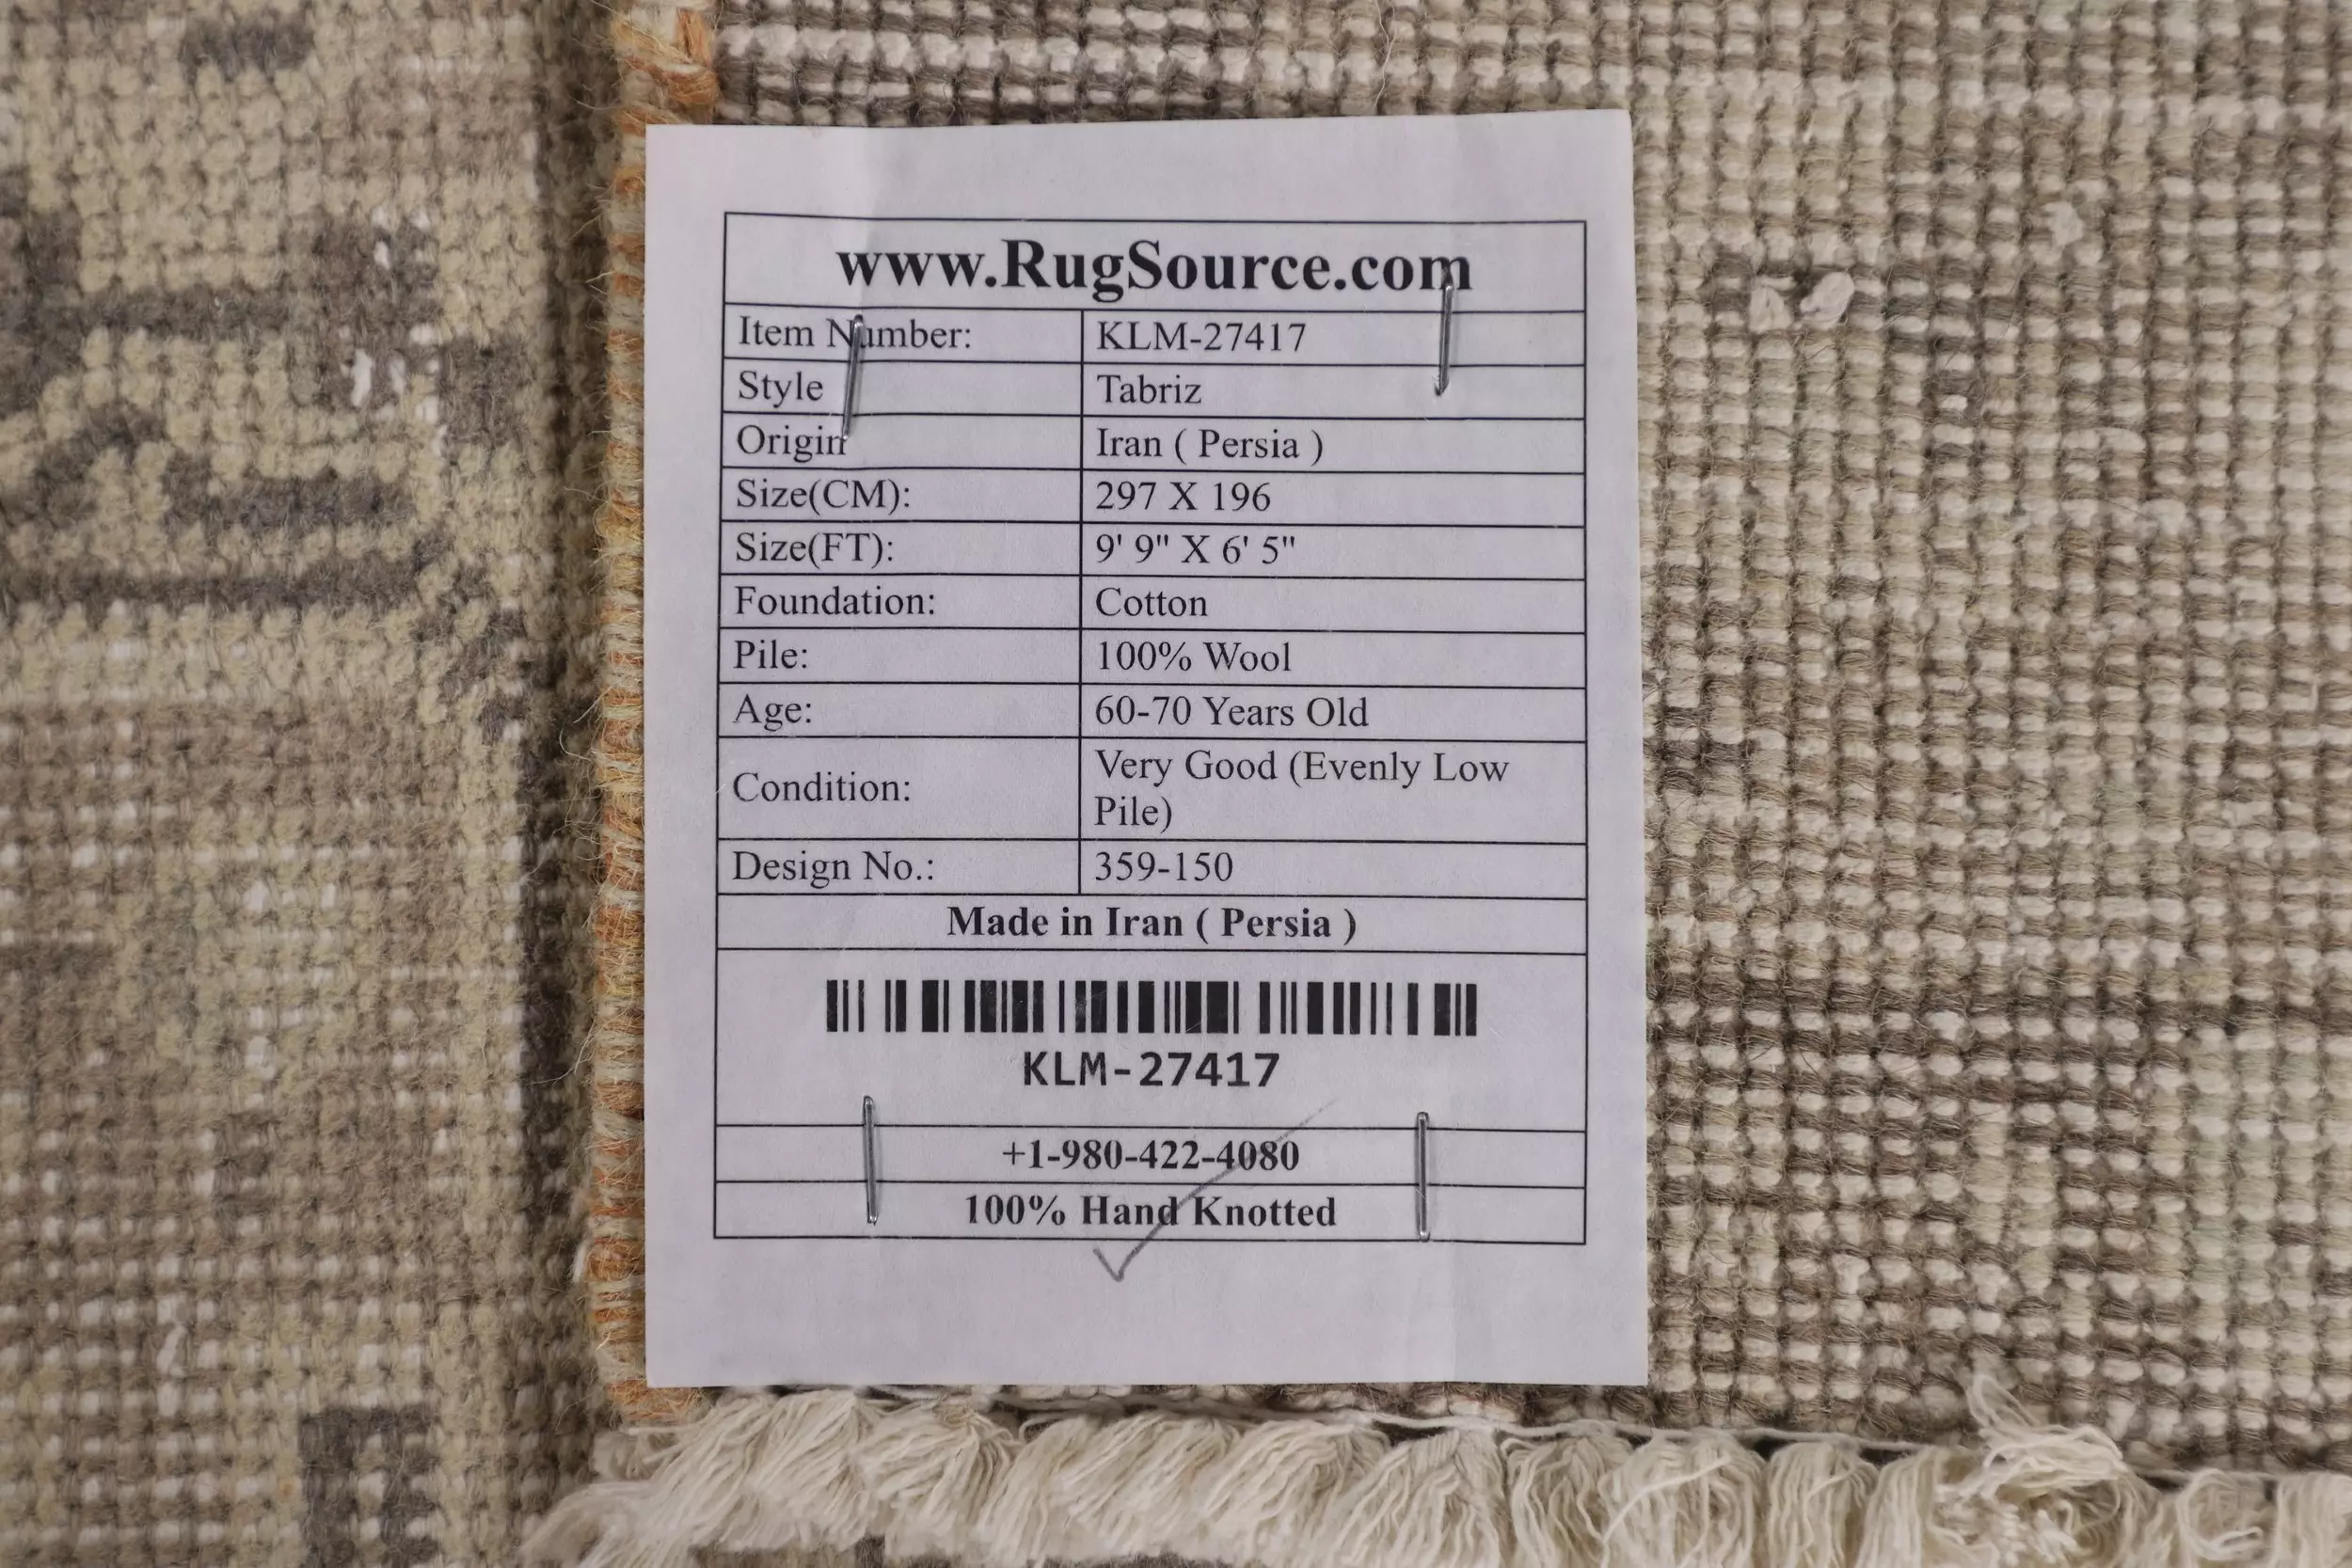 www.RugSource.com
Item Number: KLM-27417
Style Tabriz
Origin Iran ( Persia )
Size(CM): 297 X 196
Size(FT): 9' 9" X 6' 5"
Foundation: Cotton
Pile: 100% Wool
Age: 60-70 Years Old
Condition: Very Good (Evenly Low
Pile)
Design No.: 359-150
Made in Iran ( Persia )
KLM-27417
+1-980-422-4080
100% Hand Knotted